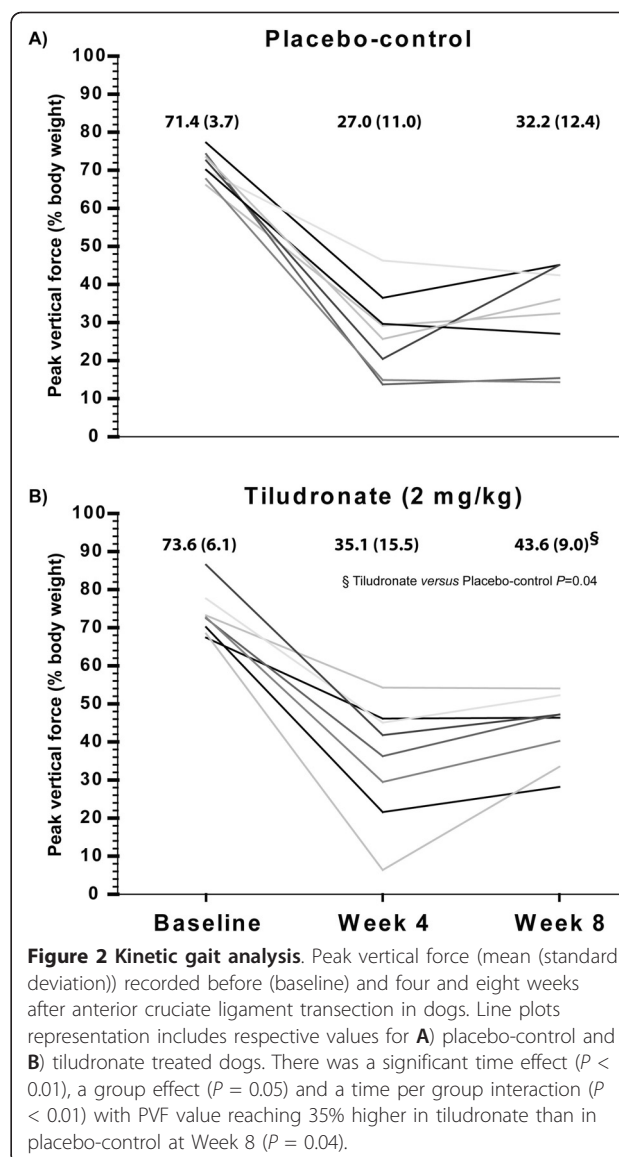 A)
Placebo-control
100
90
80
70
60
50
40
30
20
10
0
Peak vertical force (% body weight)
71.4 (3.7)
27.0 (11.0)
32.2 (12.4)
B)
Tiludronate (2 mg/kg)
100
90
80
70
60
50
40
30
20
10
0
Peak vertical force (% body weight)
73.6 (6.1)
35.1 (15.5)
43.6 (9.0)§
§ Tiludronate versus Placebo-control P=0.04
Baseline
Week 4
Week 8
Figure 2 Kinetic gait analysis. Peak vertical force (mean (standard
deviation)) recorded before (baseline) and four and eight weeks
after anterior cruciate ligament transection in dogs. Line plots
representation includes respective values for A) placebo-control and
B) tiludronate treated dogs. There was a significant time effect (P <
0.01), a group effect (P = 0.05) and a time per group interaction (P
< 0.01) with PVF value reaching 35% higher in tiludronate than in
placebo-control at Week 8 (P = 0.04).